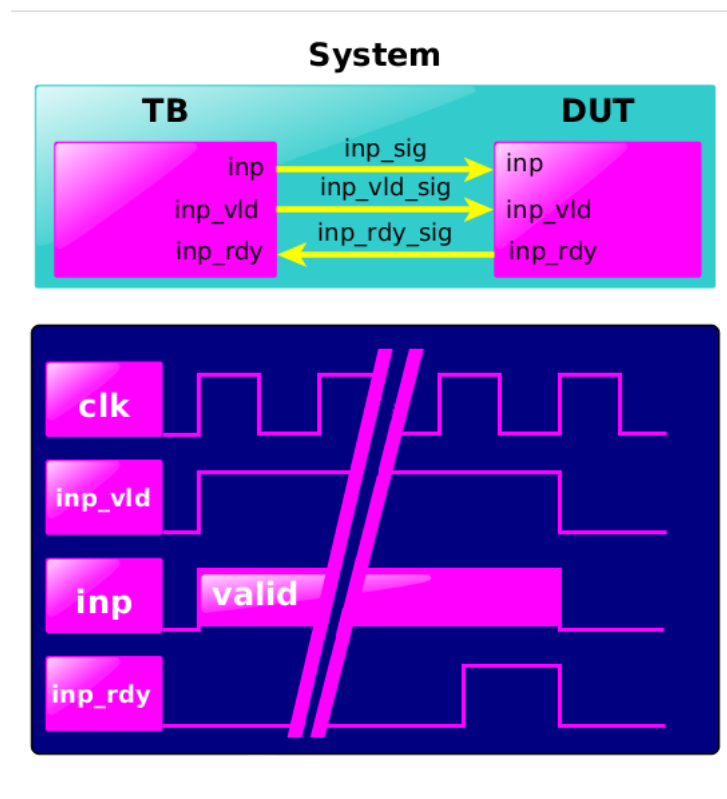 System
TB
DUT
inp
inp_sig
inp
inp_vld
inp_vld_sig
inp_vld
inp_rdy
inp_rdy_sig
inp_rdy
clk
inp_vld
inp
valid
inp_rdy